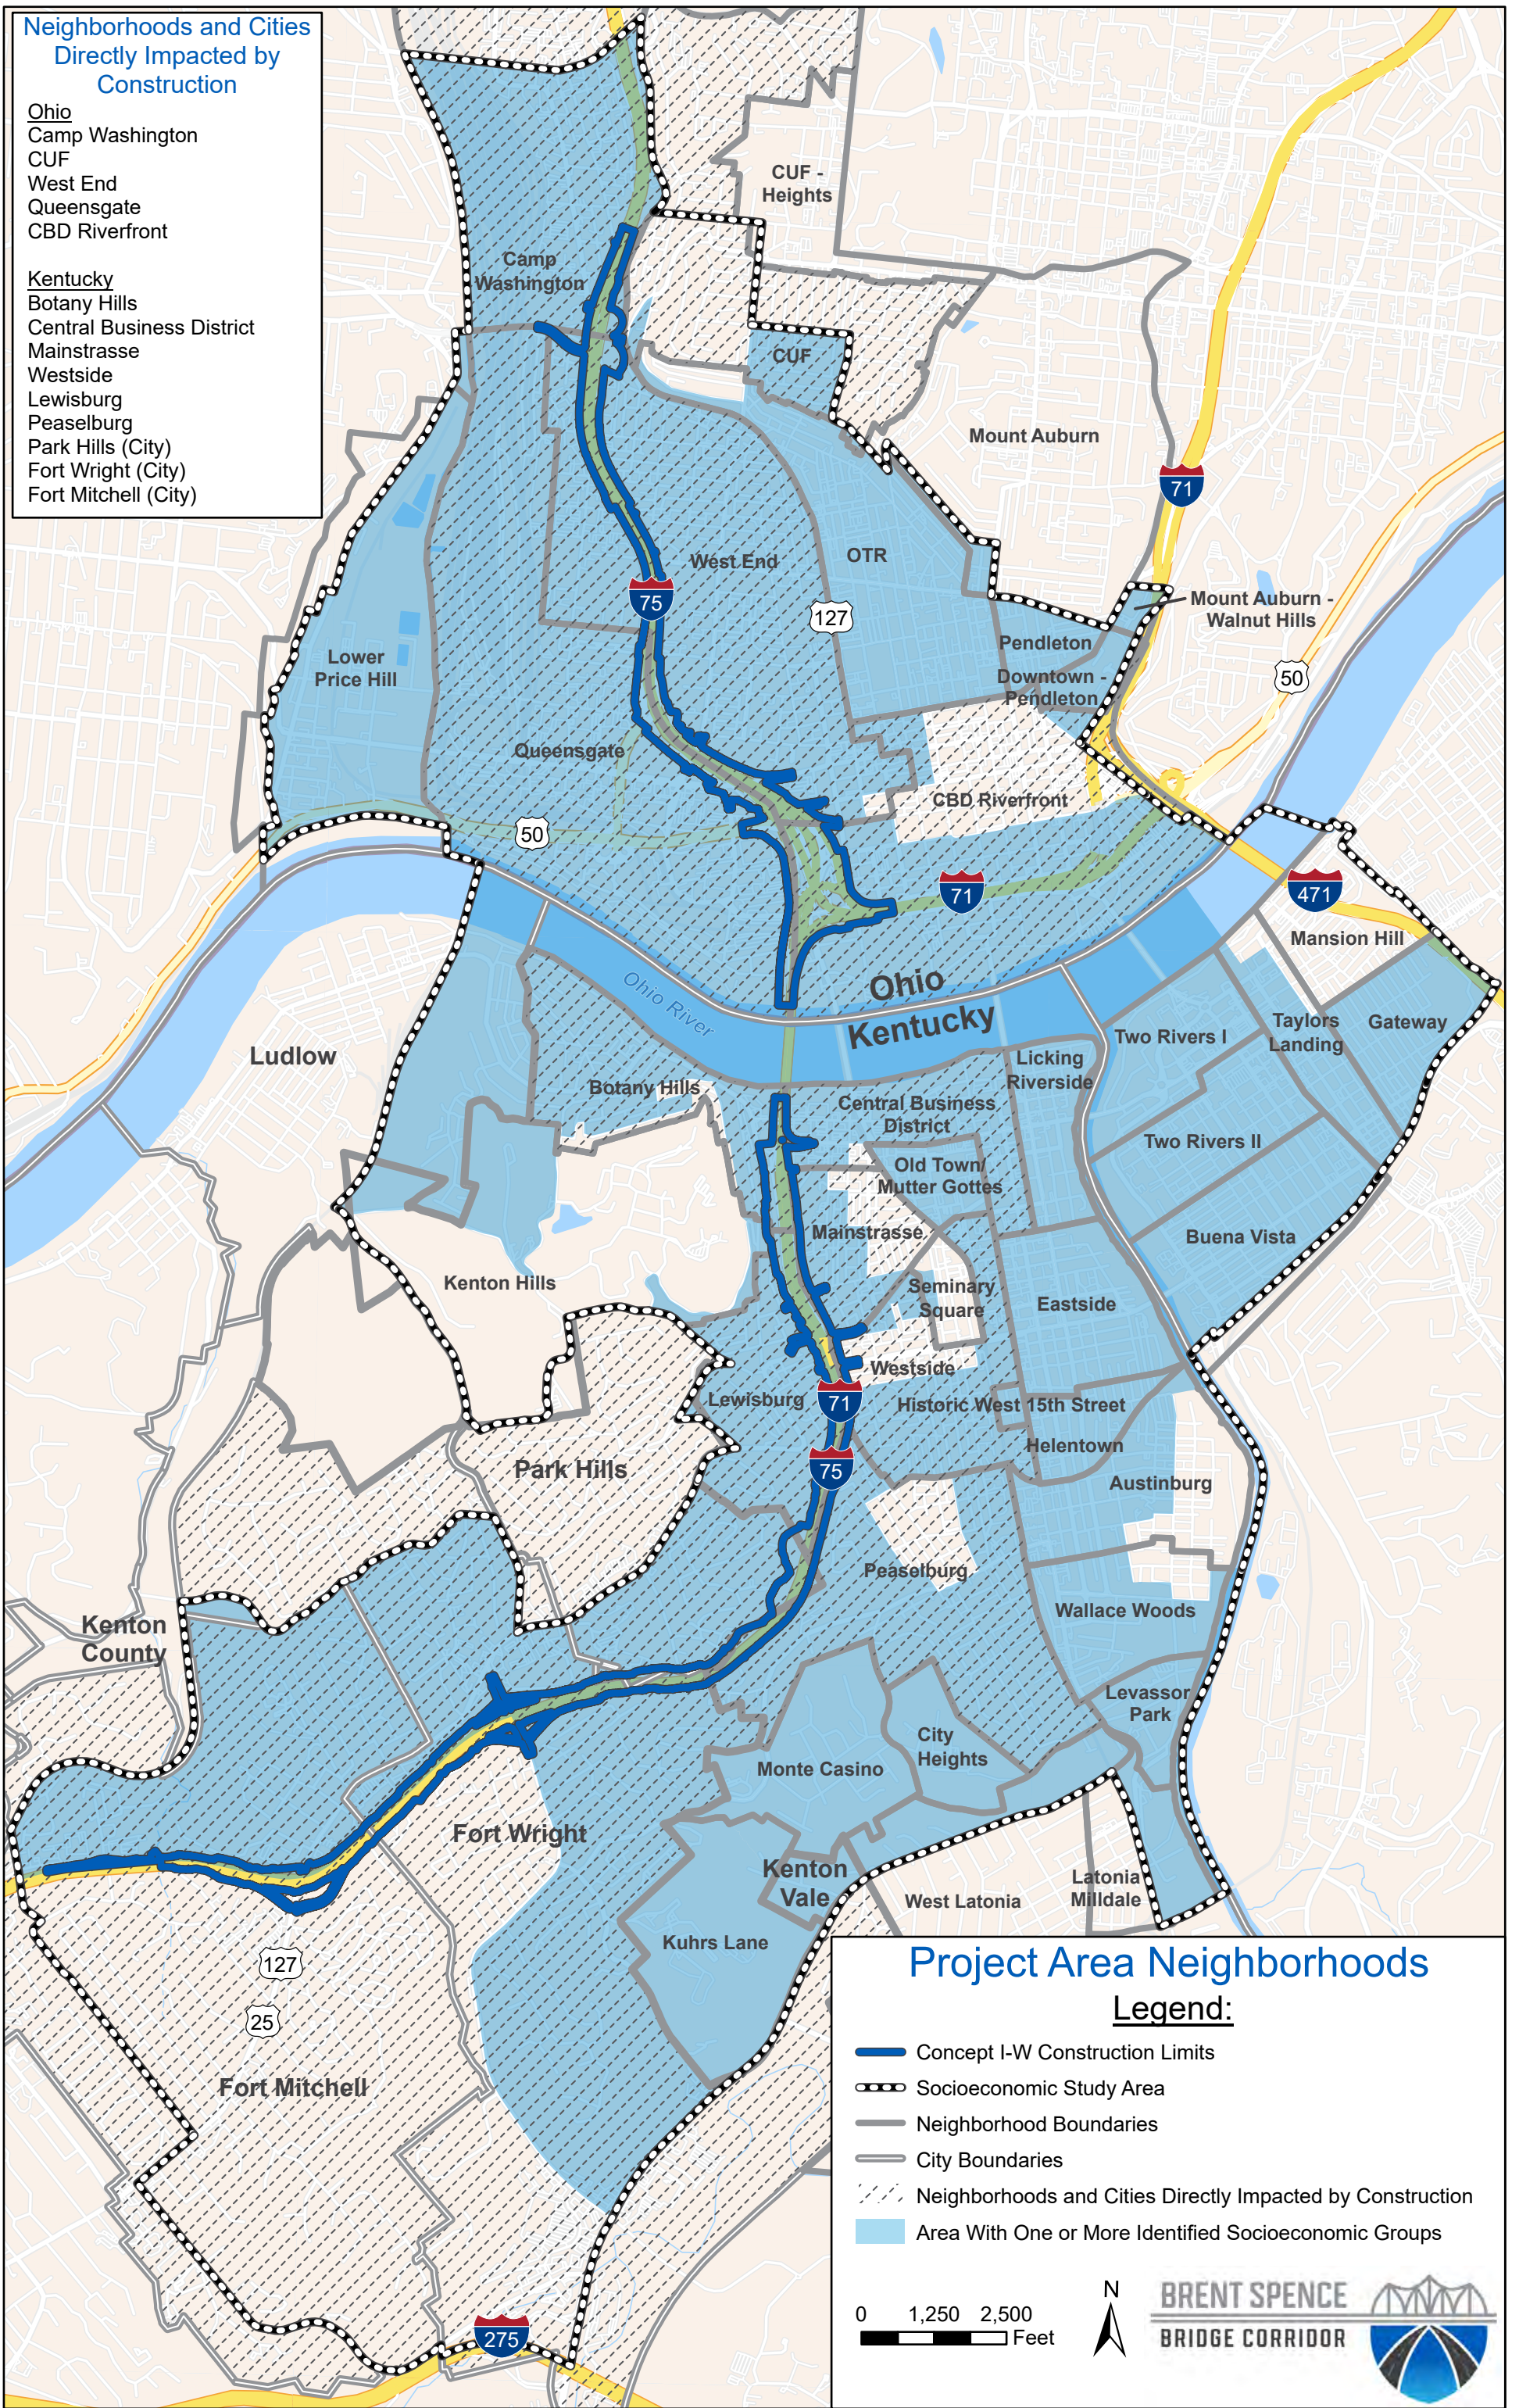 Neighborhoods and Cities
Directly Impacted by
Construction
Ohio
Camp Washington
CUF
West End
Queensgate
CBD Riverfront
Kentucky
Botany Hills
Central Business District
Mainstrasse
Westside
Lewisburg
Peaselburg
Park Hills (City)
Fort Wright (City)
Fort Mitchell (City)
CUF -
Heights
Camp
Washington
CUF
Mount Auburn
71
West End
OTR
75
127
Mount Auburn -
Walnut Hills
Pendleton
Lower
Price Hill
Downtown -
Pendleton
50
Queensgate
CBD Riverfront
50
71
471
Mansion Hill
Ohio
Ohio River
Kentucky
Taylors
Landing
Gateway
Two Rivers I
Ludlow
Licking
Riverside
Botany Hills
Central Business
District
Two Rivers II
Old Town/
Mutter Gottes
Mainstrasse
Buena Vista
Kenton Hills
Seminary
Square
Eastside
Westside
Lewisburg
71
Historic West 15th Street
Helentown
Park Hills
75
Austinburg
Peaselburg
Wallace Woods
Kenton
County
Levassor
Park
City
Heights
Monte Casino
Fort Wright
Kenton
Vale
Latonia
Milldale
West Latonia
Kuhrs Lane
127
25
Fort Mitchell
275
Project Area Neighborhoods
Legend:
Concept I-W Construction Limits
Socioeconomic Study Area
Neighborhood Boundaries
City Boundaries
Neighborhoods and Cities Directly Impacted by Construction
Area With One or More Identified Socioeconomic Groups
0 1,250 2,500
Feet
N
BRENT SPENCE
BRIDGE CORRIDOR